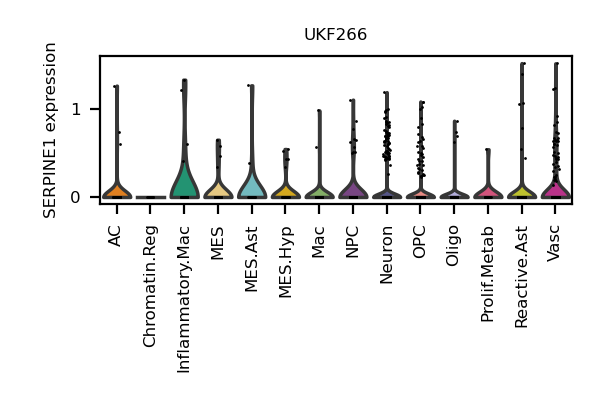 UKF266
SERPINE1 expression
1
0
AC
Chromatin.Reg
Inflammatory.Mac
MES
MES.Ast
MES.Hyp
Mac
NPC
Neuron
OPC
Oligo
Prolif.Metab
Reactive.Ast
Vasc